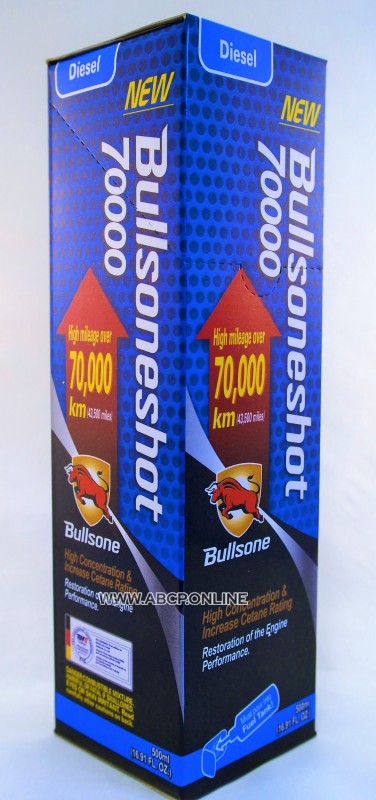 Diesel
NEW
Bullsoneshot
70000
High mileage over
70,000
km (43,500 miles)
Bullsone
High Concentration &
Increase Cetane Rating
Restoration of the Engine
Performance.
500ml
(16.91 FL. OZ.)
Diesel
NEW
Bullsoneshot
70000
High mileage over
70,000
km (43,500 miles)
Bullsone
High Concentration &
Increase Cetane Rating
Restoration of the Engine
Performance.
Must pour into
Fuel Tank!
500ml
(16.91 FL. OZ.)
WWW.ABCPONLINE